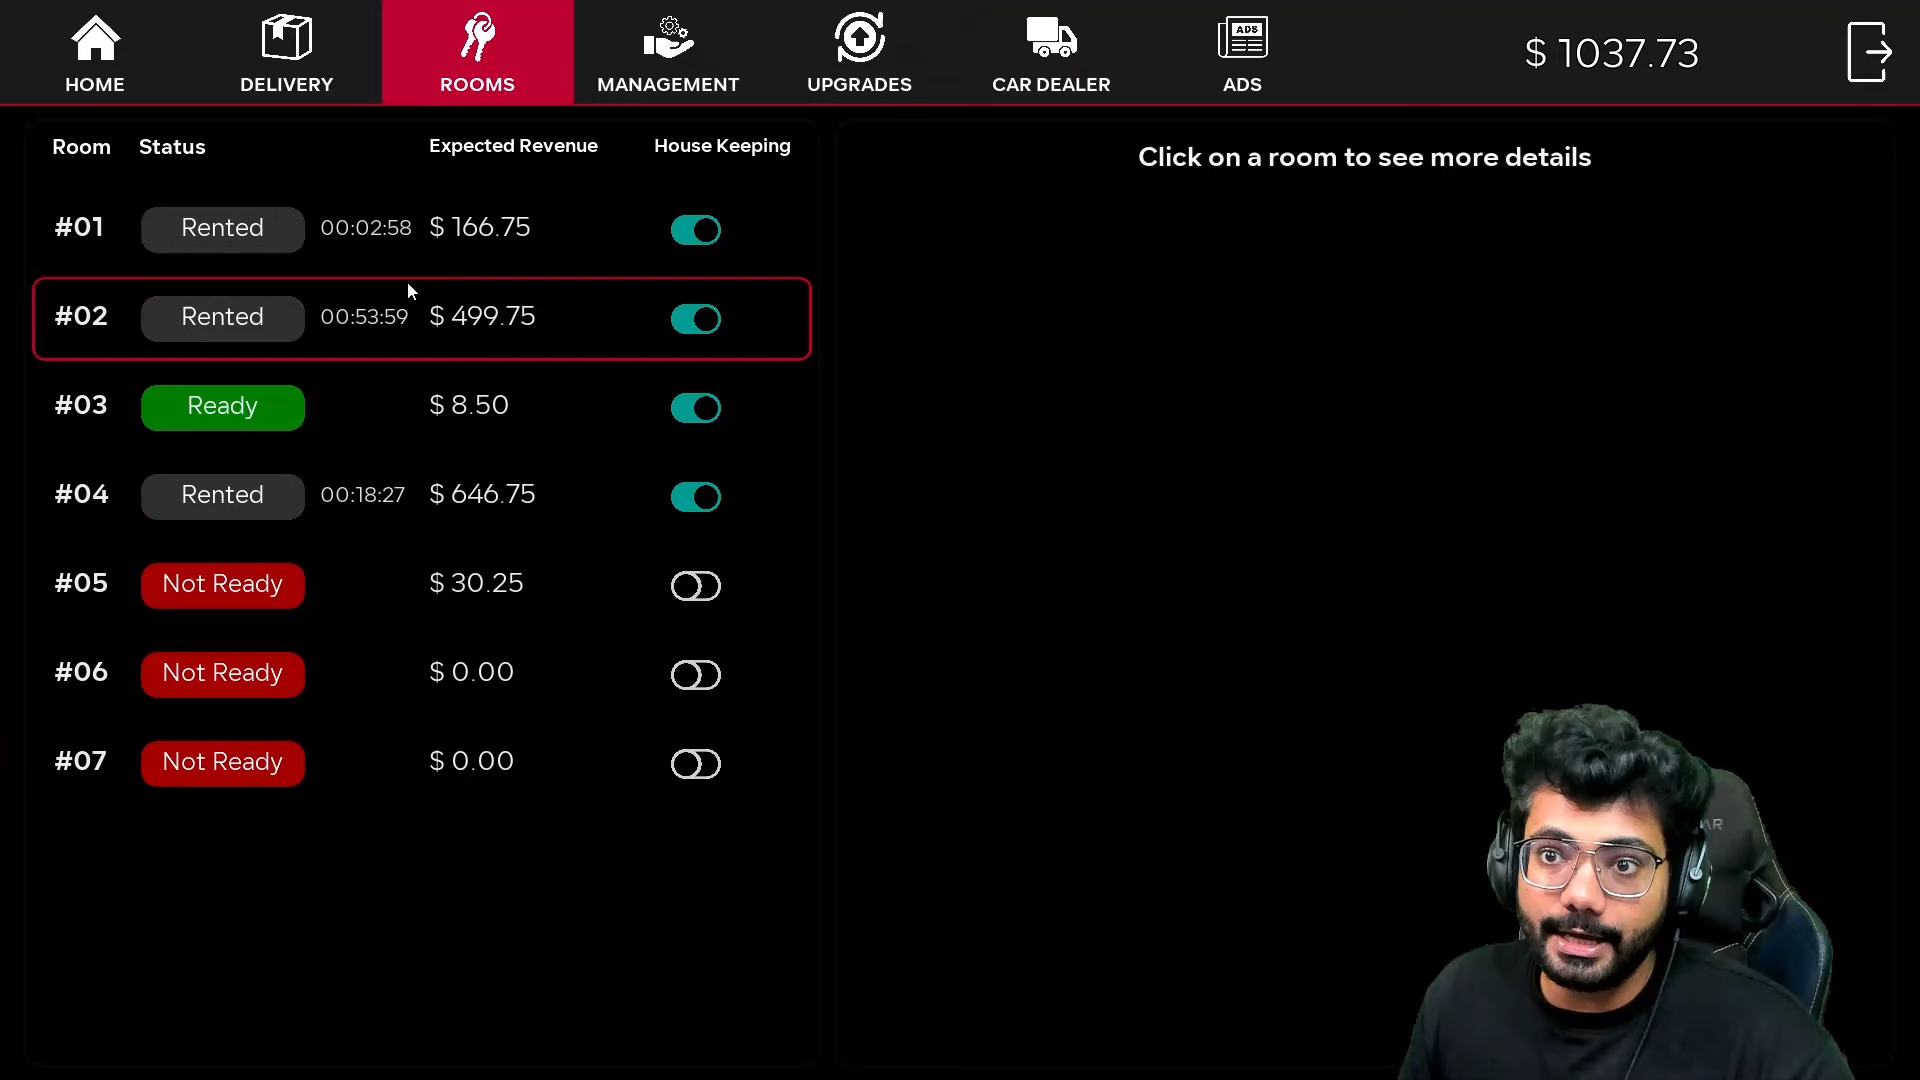 HOME
DELIVERY
ROOMS
MANAGEMENT
UPGRADES
CAR DEALER
ADS
ADS
$ 1037.73
Room Status Expected Revenue House Keeping
#01 Rented 00:02:58 $ 166.75
#02 Rented 00:53:59 $ 499.75
#03 Ready $ 8.50
#04 Rented 00:18:27 $ 646.75
#05 Not Ready $ 30.25
#06 Not Ready $ 0.00
#07 Not Ready $ 0.00
Click on a room to see more details